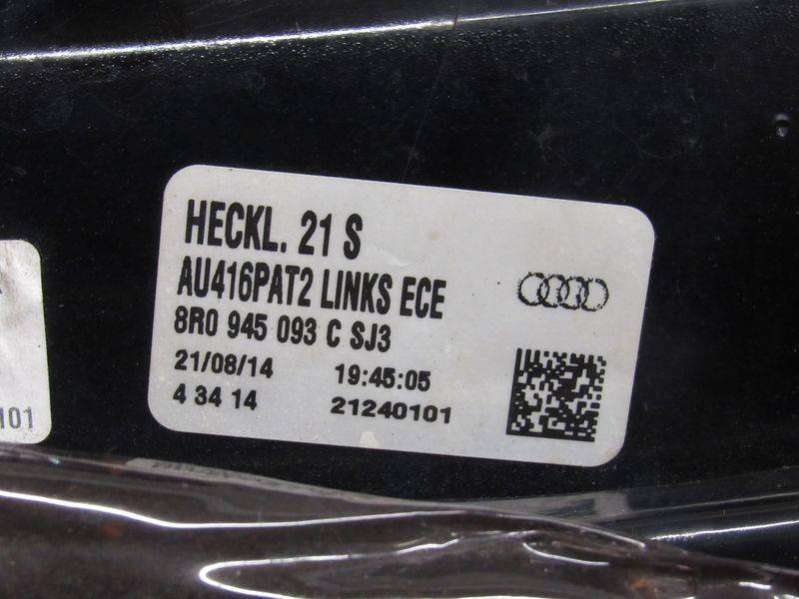 HECKL. 21 S
AU416PAT2 LINKS ECE
8R0 945 093 C SJ3
21/08/14 19:45:05
4 34 14 21240101
101